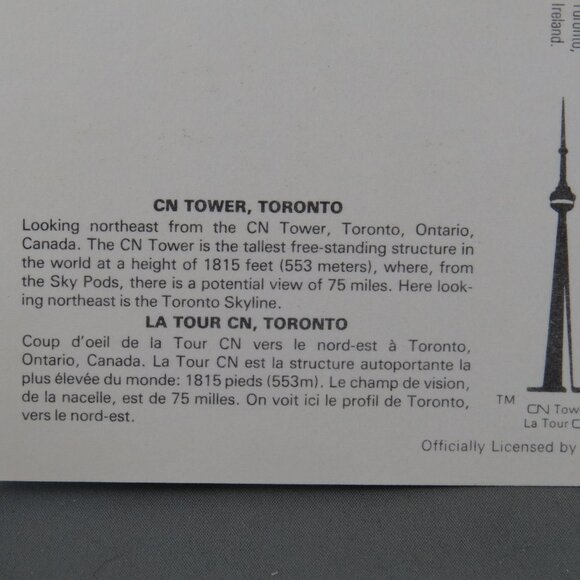 Toronto,
Ireland.
CN TOWER, TORONTO
Looking northeast from the CN Tower, Toronto, Ontario,
Canada. The CN Tower is the tallest free-standing structure in
the world at a height of 1815 feet (553 meters), where, from
the Sky Pods, there is a potential view of 75 miles. Here look-
ing northeast is the Toronto Skyline.
LA TOUR CN, TORONTO
Coup d'oeil de la Tour CN vers le nord-est à Toronto,
Ontario, Canada. La Tour CN est la structure autoportante la
plus élevée du monde: 1815 pieds (553m). Le champ de vision,
de la nacelle, est de 75 milles. On voit ici le profil de Toronto,
vers le nord-est.
TM
CN Tow
La Tour C
Officially Licensed by